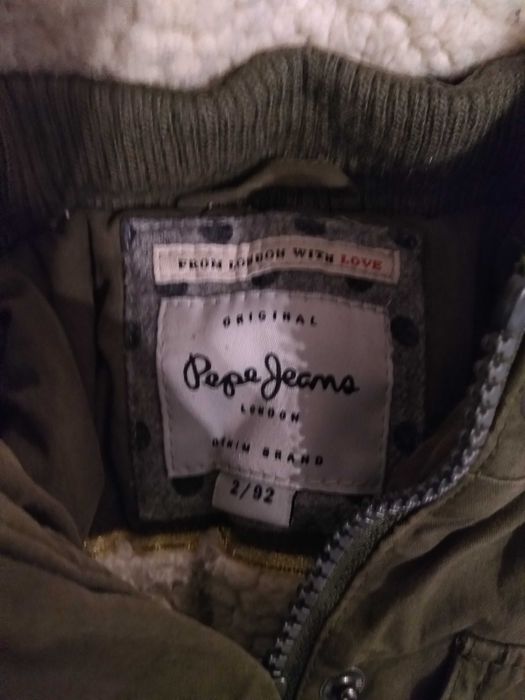 FROM LONDON WITH LOVE
ORIGINAL
Pepe Jeans
LONDON
DENIM BRAND
2/92